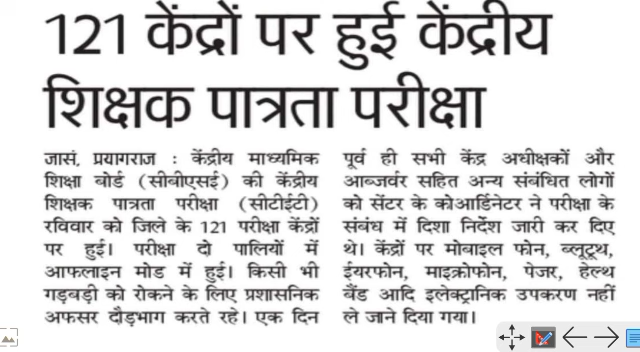 121 केंद्रों पर हुई केंद्रीय
शिक्षक पात्रता परीक्षा
जासं, प्रयागराज : केंद्रीय माध्यमिक
शिक्षा बोर्ड (सीबीएसई) की केंद्रीय
शिक्षक पात्रता परीक्षा (सीटीईटी)
रविवार को जिले के 121 परीक्षा केंद्रों
पर हुई। परीक्षा दो पालियों में
आफलाइन मोड में हुई। किसी भी
गड़बड़ी को रोकने के लिए प्रशासनिक
अफसर दौड़भाग करते रहे। एक दिन
पूर्व ही सभी केंद्र अधीक्षकों और
आब्जर्वर सहित अन्य संबंधित लोगों
को सेंटर के कोआर्डिनेटर ने परीक्षा के
संबंध में दिशा निर्देश जारी कर दिए
थे। केंद्रों पर मोबाइल फोन, ब्लूटूथ,
ईयरफोन, माइक्रोफोन, पेजर, हेल्थ
बैंड आदि इलेक्ट्रानिक उपकरण नहीं
ले जाने दिया गया।